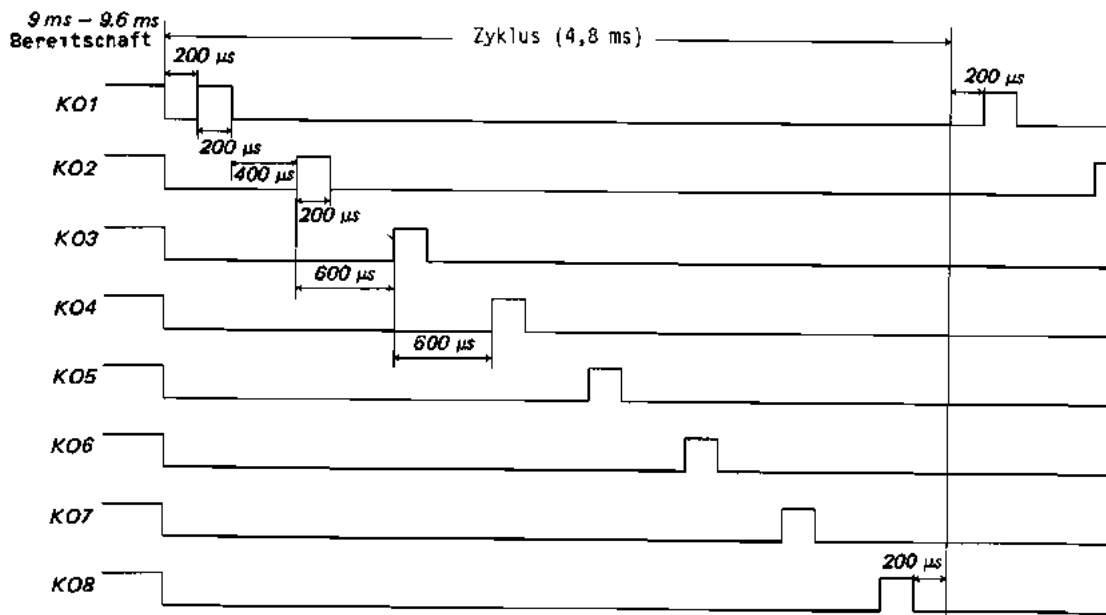 9 ms – 9.6 ms
Bereitschaft
Zyklus (4,8 ms)
200 µs
200 µs
KO1
200 µs
KO2
400 µs
200 µs
KO3
600 µs
KO4
600 µs
KO5
KO6
KO7
200 µs
KO8